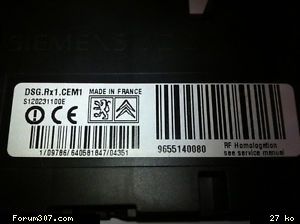 SIEMENS
DSG.Rx1.CEM1 MADE IN FRANCE
S120231100E
CE
1/09786/640581847/04351
9655140080
RF Homologation
see service manual
Forum307.com
27 ko